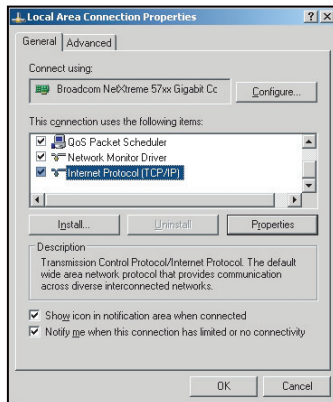 Local Area Connection Properties
General Advanced
Connect using:
Broadcom NetXtreme 57xx Gigabit Cc
Configure...
This connection uses the following items:
QoS Packet Scheduler
Network Monitor Driver
Internet Protocol (TCP/IP)
Install... Uninstall Properties
Description
Transmission Control Protocol/Internet Protocol. The default
wide area network protocol that provides communication
across diverse interconnected networks.
Show icon in notification area when connected
Notify me when this connection has limited or no connectivity
OK Cancel